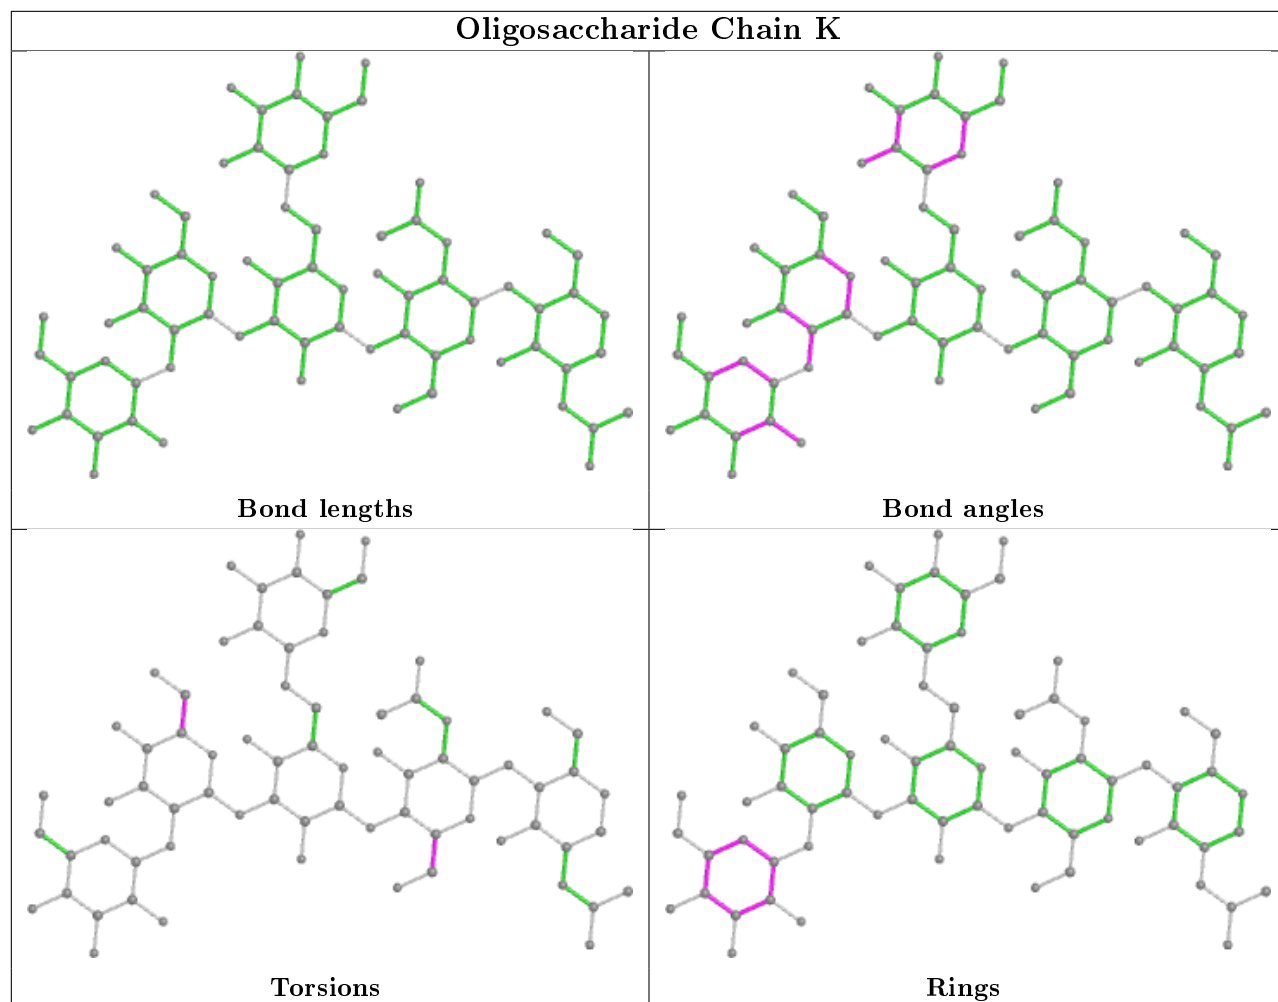 Oligosaccharide Chain K
Bond lengths
Bond angles
Torsions
Rings